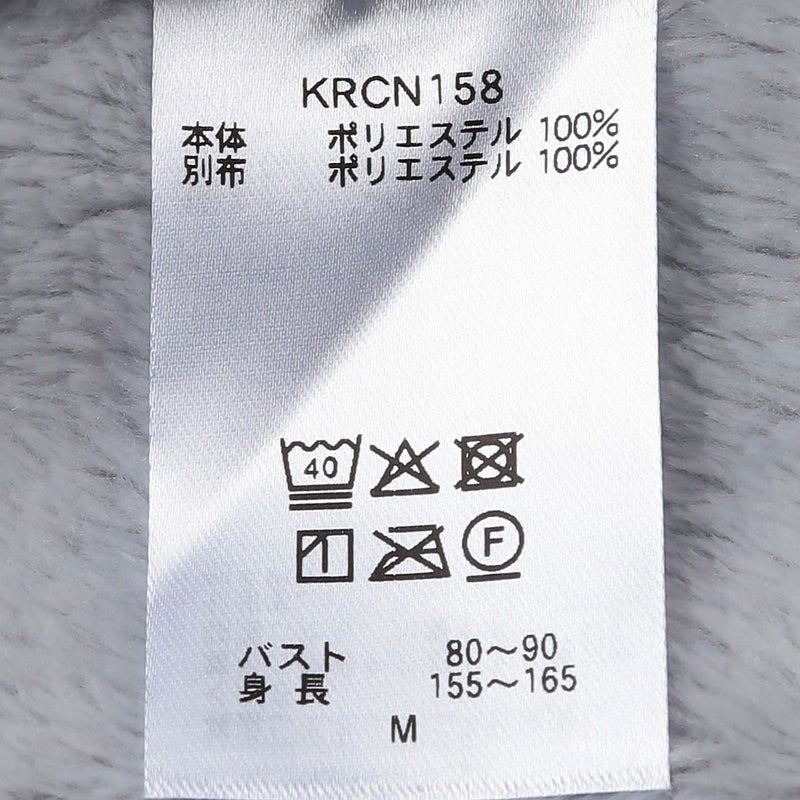 KRCN158
本体 ポリエステル 100%
別布 ポリエステル 100%
40
F
バスト 80〜90
身長 155〜165
M